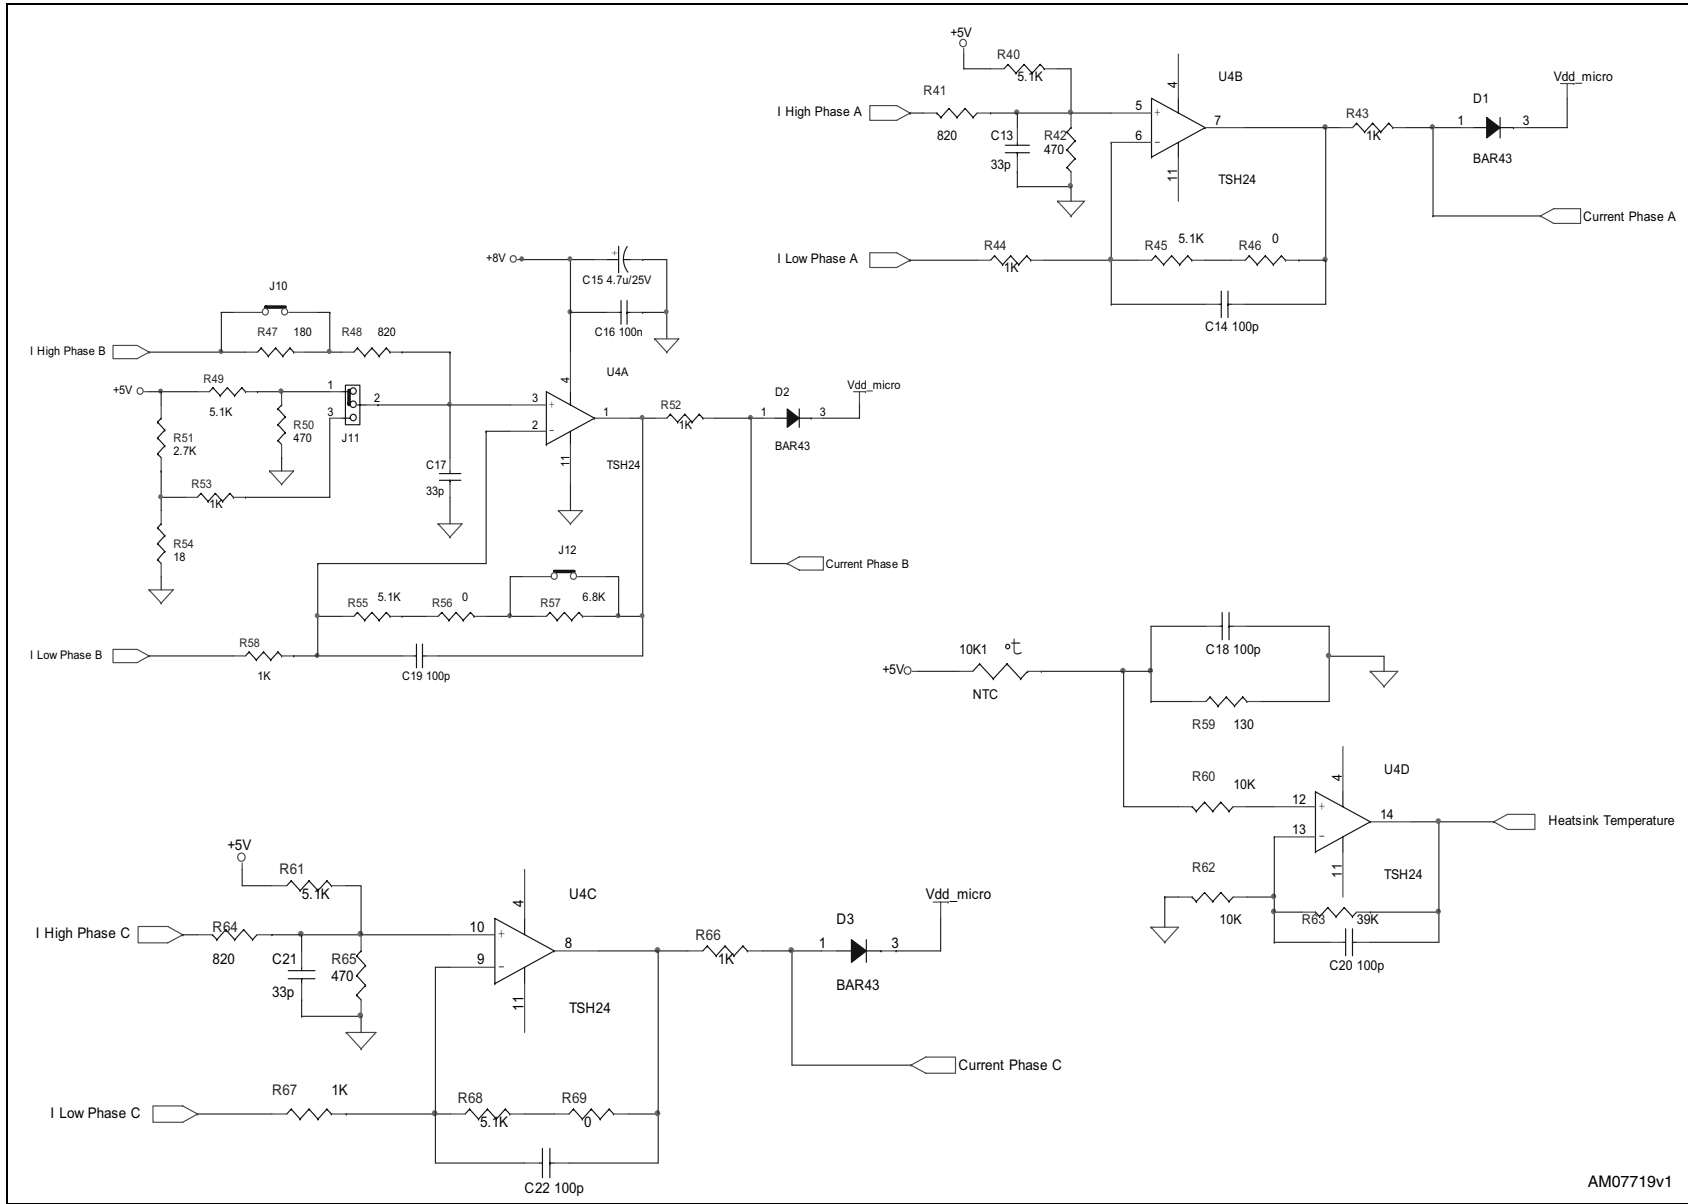 +5V
R40
5.1K
R41
820
I High Phase A
C13
33p
R42
470
4
5
+
6
-
7
11
U4B
TSH24
R43
1K
D1
1
3
BAR43
Vdd_micro
Current Phase A
I Low Phase A
R44
1K
R45
5.1K
R46
0
C14 100p
+8V
+
C15 4.7u/25V
C16 100n
J10
R47
180
R48
820
I High Phase B
+5V
R49
5.1K
1
3
2
J11
R50
470
R51
2.7K
R53
1K
R54
18
C17
33p
U4A
4
3
+
2
-
1
11
TSH24
R52
1K
D2
1
3
BAR43
Vdd_micro
Current Phase B
J12
R55
5.1K
R56
0
R57
6.8K
I Low Phase B
R58
1K
C19 100p
+5V
10K1
°t
NTC
C18 100p
R59
130
R60
10K
U4D
4
12
+
13
-
14
11
TSH24
Heatsink Temperature
R62
10K
R63
39K
C20 100p
+5V
R61
5.1K
I High Phase C
R64
820
C21
33p
R65
470
U4C
4
10
+
9
-
8
11
TSH24
R66
1K
D3
1
3
BAR43
Vdd_micro
Current Phase C
I Low Phase C
R67
1K
R68
5.1K
R69
0
C22 100p
AM07719v1